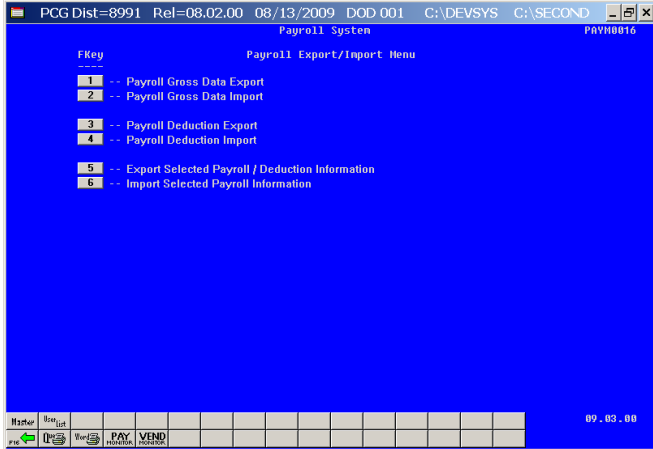 PCG Dist=8991 Rel=08.02.00 08/13/2009 DOD 001 C:\DEVSYS C:\SECOND
Payroll System PAYM0016
FKey Payroll Export/Import Menu
----
1 -- Payroll Gross Data Export
2 -- Payroll Gross Data Import
3 -- Payroll Deduction Export
4 -- Payroll Deduction Import
5 -- Export Selected Payroll / Deduction Information
6 -- Import Selected Payroll Information
Master User list 09.03.00
F16 Que Word PAY MONITOR VEND MONITOR